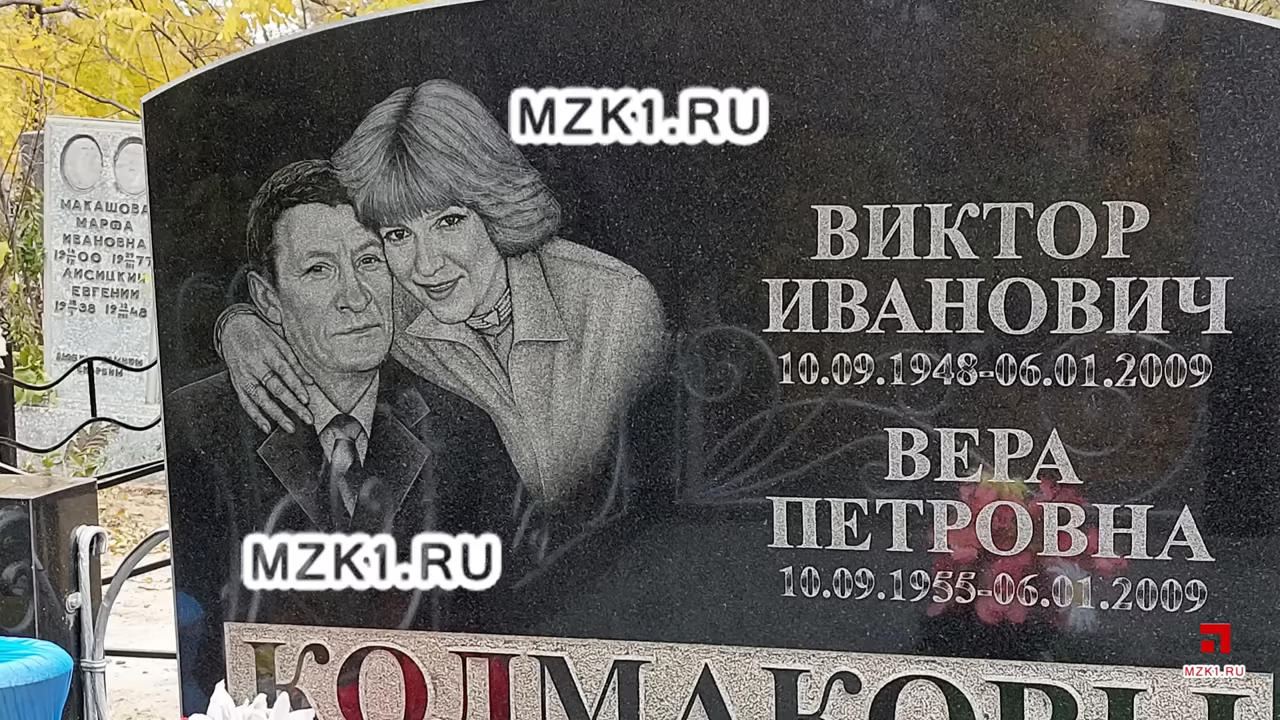 MZK1.RU
МАКАШОВА
МАРФА
ИВАНОВНА
ЛИСИЦКИЙ
ЕВГЕНИЙ
ВИКТОР
ИВАНОВИЧ
10.09.1948-06.01.2009
ВЕРА
ПЕТРОВНА
10.09.1955-06.01.2009
MZK1.RU
КОЛМАКОВЫ
MZK1.RU